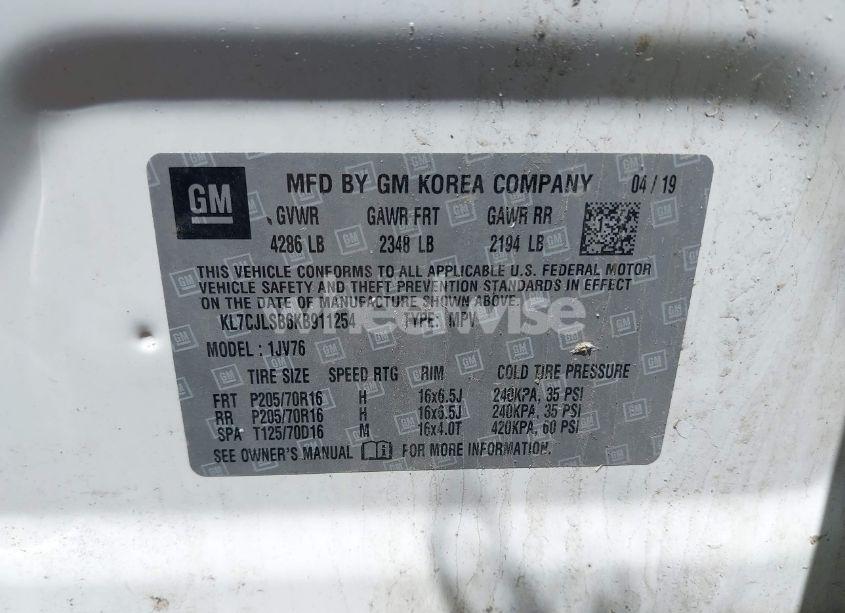 GM MFD BY GM KOREA COMPANY 04 / 19
GVWR GAWR FRT GAWR RR
4286 LB 2348 LB 2194 LB
THIS VEHICLE CONFORMS TO ALL APPLICABLE U.S. FEDERAL MOTOR
VEHICLE SAFETY AND THEFT PREVENTION STANDARDS IN EFFECT
ON THE DATE OF MANUFACTURE SHOWN ABOVE.
KL7CJLSB6KB911254 TYPE: MPV
MODEL : 1JV76
TIRE SIZE SPEED RTG RIM COLD TIRE PRESSURE
FRT P205/70R16 H 16x6.5J 240KPA, 35 PSI
RR P205/70R16 H 16x6.5J 240KPA, 35 PSI
SPA T125/70D16 M 16x4.0T 420KPA, 60 PSI
SEE OWNER'S MANUAL FOR MORE INFORMATION.